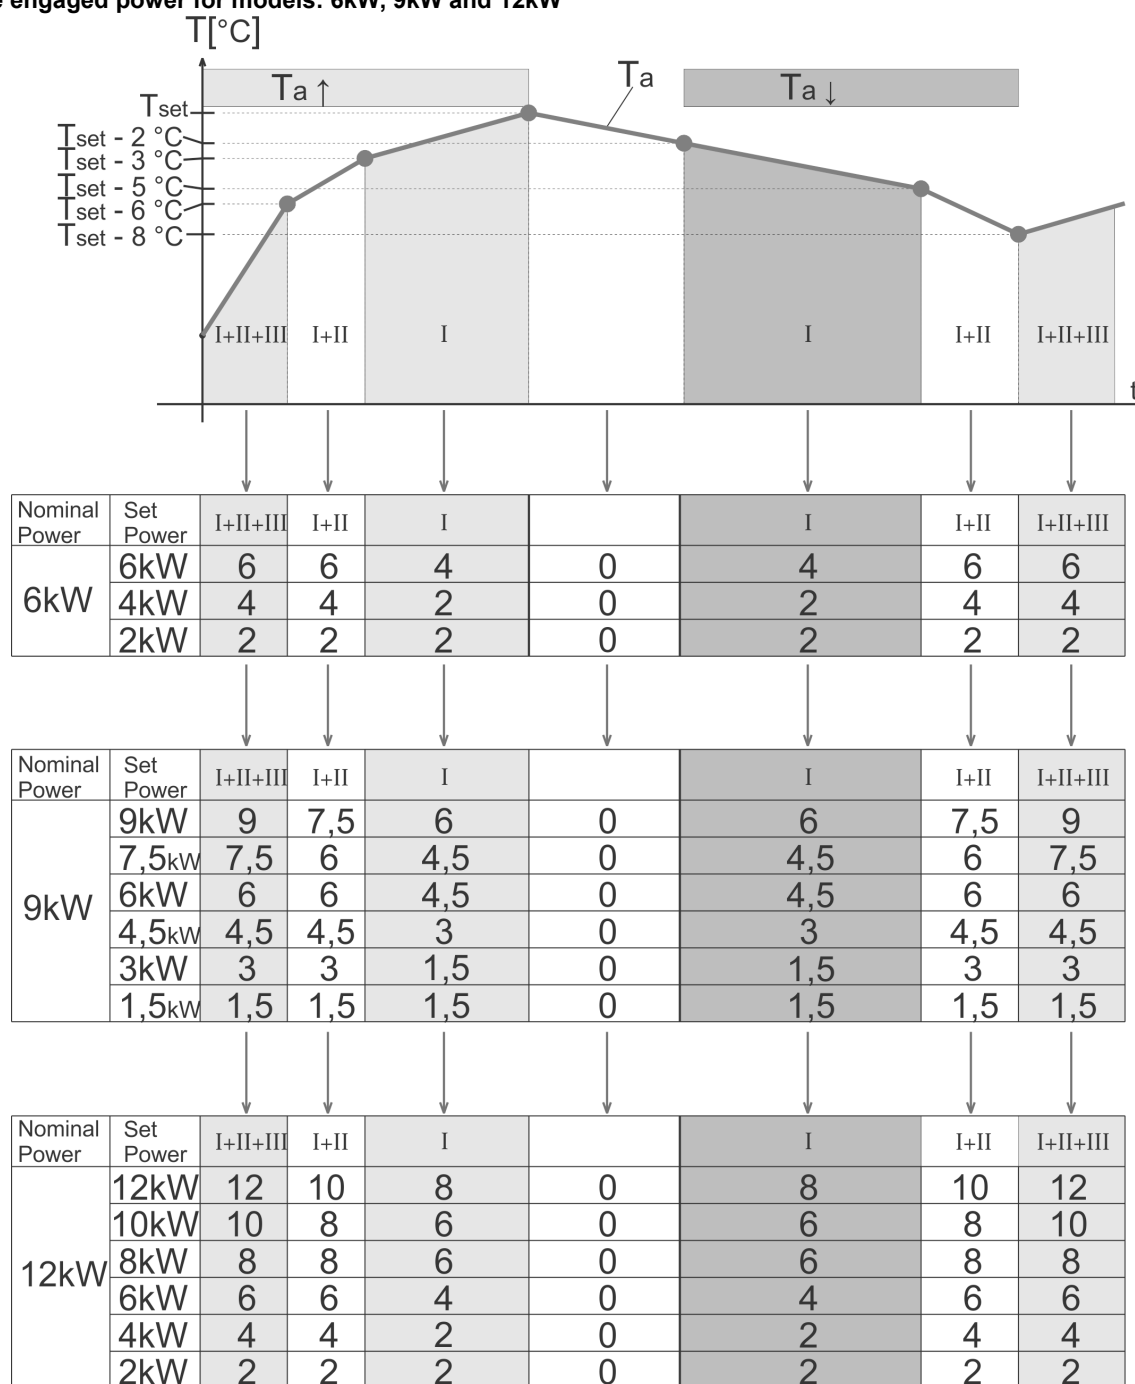 engaged power for models: 6kW, 9kW and 12kW
T[°C]
Ta ↑
Ta
Ta ↓
Tset
Tset - 2 °C
Tset - 3 °C
Tset - 5 °C
Tset - 6 °C
Tset - 8 °C
I+II+III I+II I I I+II I+II+III
t
Nominal Power Set Power I+II+III I+II I I I+II I+II+III
6kW
6kW 6 6 4 0 4 6 6
4kW 4 4 2 0 2 4 4
2kW 2 2 2 0 2 2 2
Nominal Power Set Power I+II+III I+II I I I+II I+II+III
9kW
9kW 9 7,5 6 0 6 7,5 9
7,5kW 7,5 6 4,5 0 4,5 6 7,5
6kW 6 6 4,5 0 4,5 6 6
4,5kW 4,5 4,5 3 0 3 4,5 4,5
3kW 3 3 1,5 0 1,5 3 3
1,5kW 1,5 1,5 1,5 0 1,5 1,5 1,5
Nominal Power Set Power I+II+III I+II I I I+II I+II+III
12kW
12kW 12 10 8 0 8 10 12
10kW 10 8 6 0 6 8 10
8kW 8 8 6 0 6 8 8
6kW 6 6 4 0 4 6 6
4kW 4 4 2 0 2 4 4
2kW 2 2 2 0 2 2 2